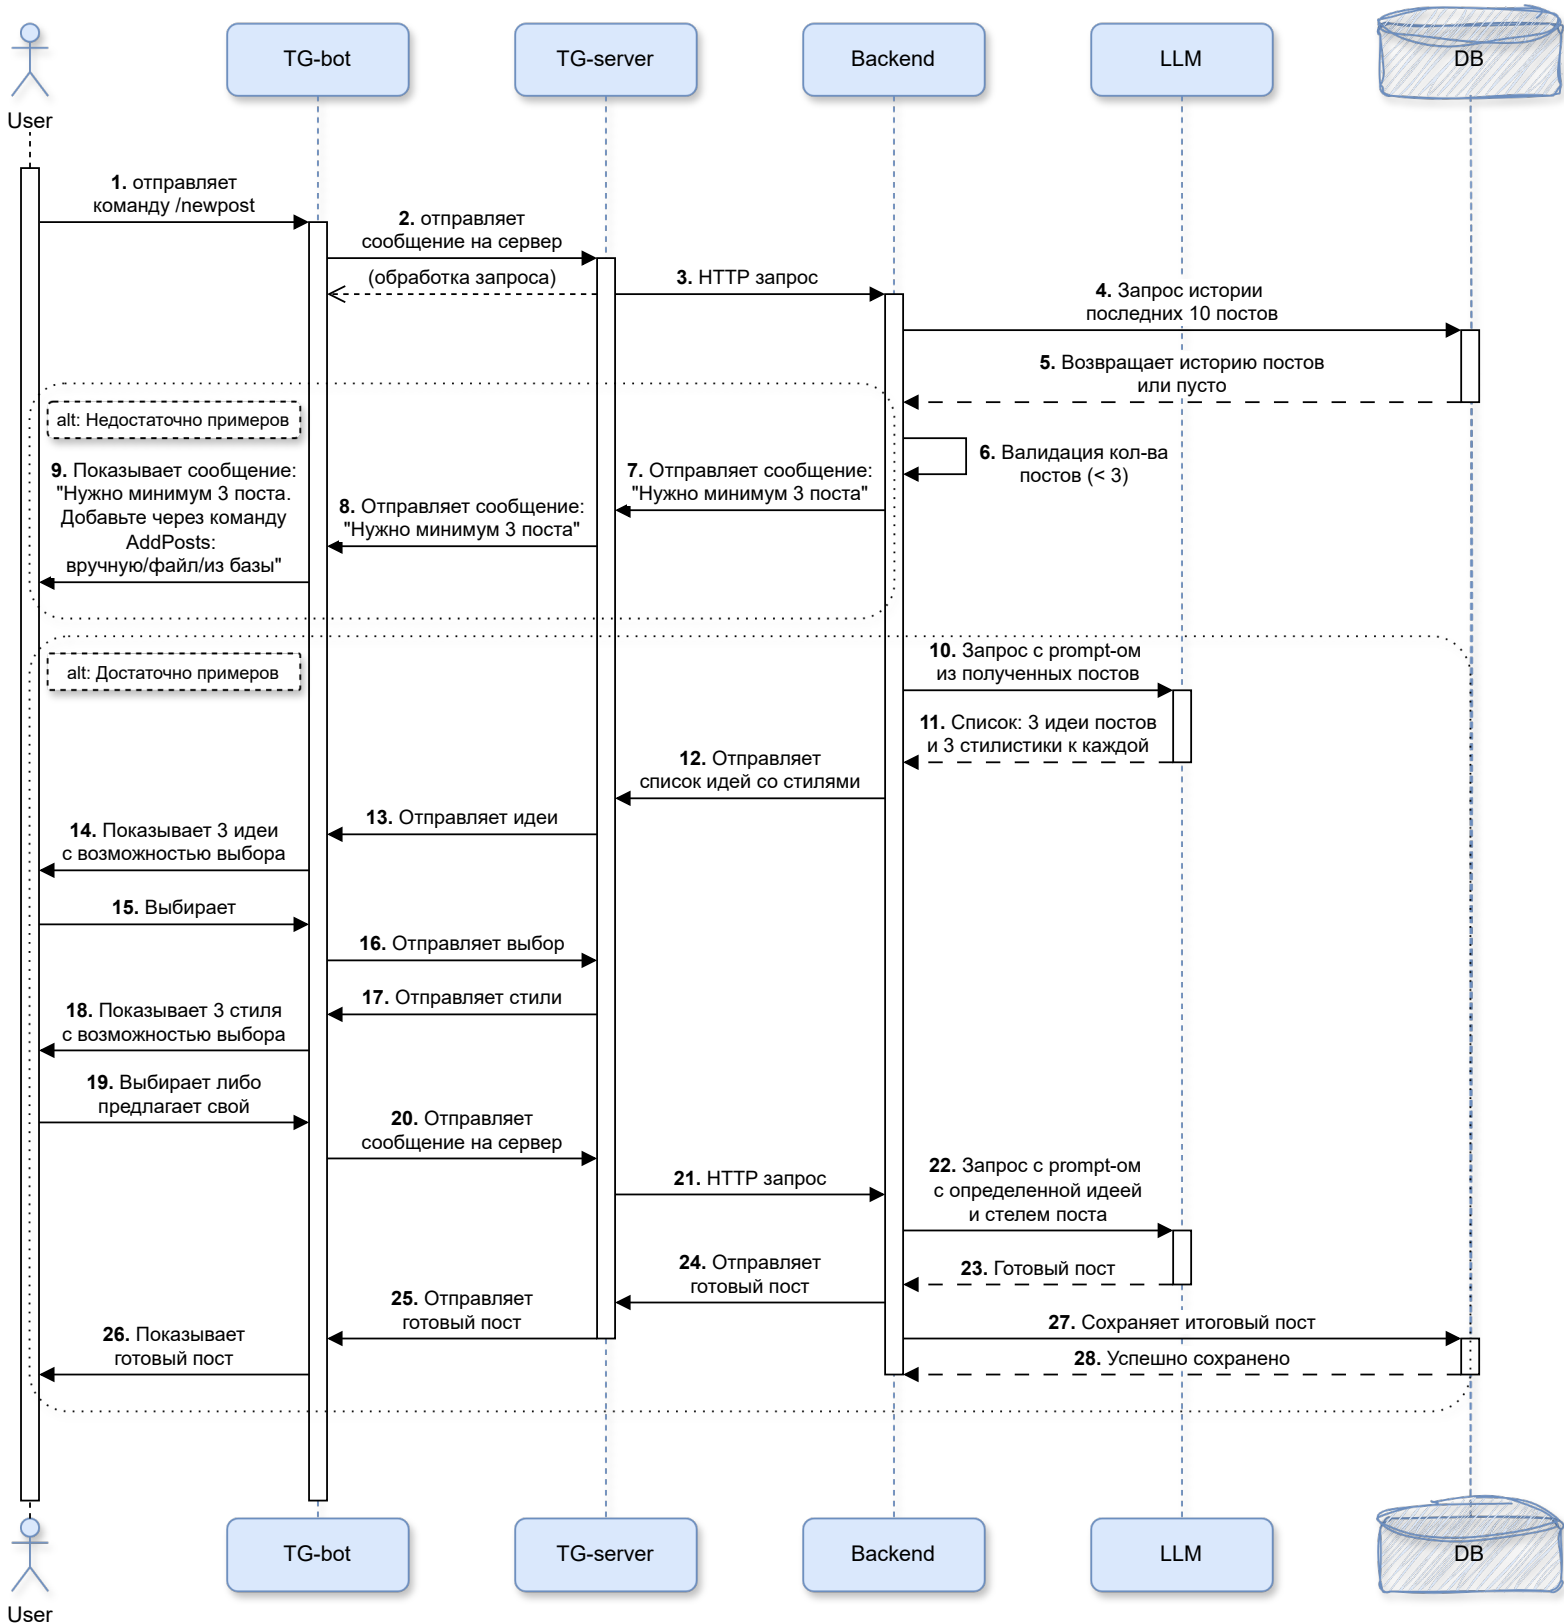 TG-bot
TG-server
Backend
LLM
DB
User
1. отправляет
команду /newpost
2. отправляет
сообщение на сервер
(обработка запроса)
3. HTTP запрос
4. Запрос истории
последних 10 постов
5. Возвращает историю постов
или пусто
alt: Недостаточно примеров
6. Валидация кол-ва
постов (< 3)
7. Отправляет сообщение:
"Нужно минимум 3 поста"
8. Отправляет сообщение:
"Нужно минимум 3 поста"
9. Показывает сообщение:
"Нужно минимум 3 поста.
Добавьте через команду
AddPosts:
вручную/файл/из базы"
alt: Достаточно примеров
10. Запрос с prompt-ом
из полученных постов
11. Список: 3 идеи постов
и 3 стилистики к каждой
12. Отправляет
список идей со стилями
13. Отправляет идеи
14. Показывает 3 идеи
с возможностью выбора
15. Выбирает
16. Отправляет выбор
17. Отправляет стили
18. Показывает 3 стиля
с возможностью выбора
19. Выбирает либо
предлагает свой
20. Отправляет
сообщение на сервер
21. HTTP запрос
22. Запрос с prompt-ом
с определенной идеей
и стелем поста
23. Готовый пост
24. Отправляет
готовый пост
25. Отправляет
готовый пост
26. Показывает
готовый пост
27. Сохраняет итоговый пост
28. Успешно сохранено
TG-bot
TG-server
Backend
LLM
DB
User